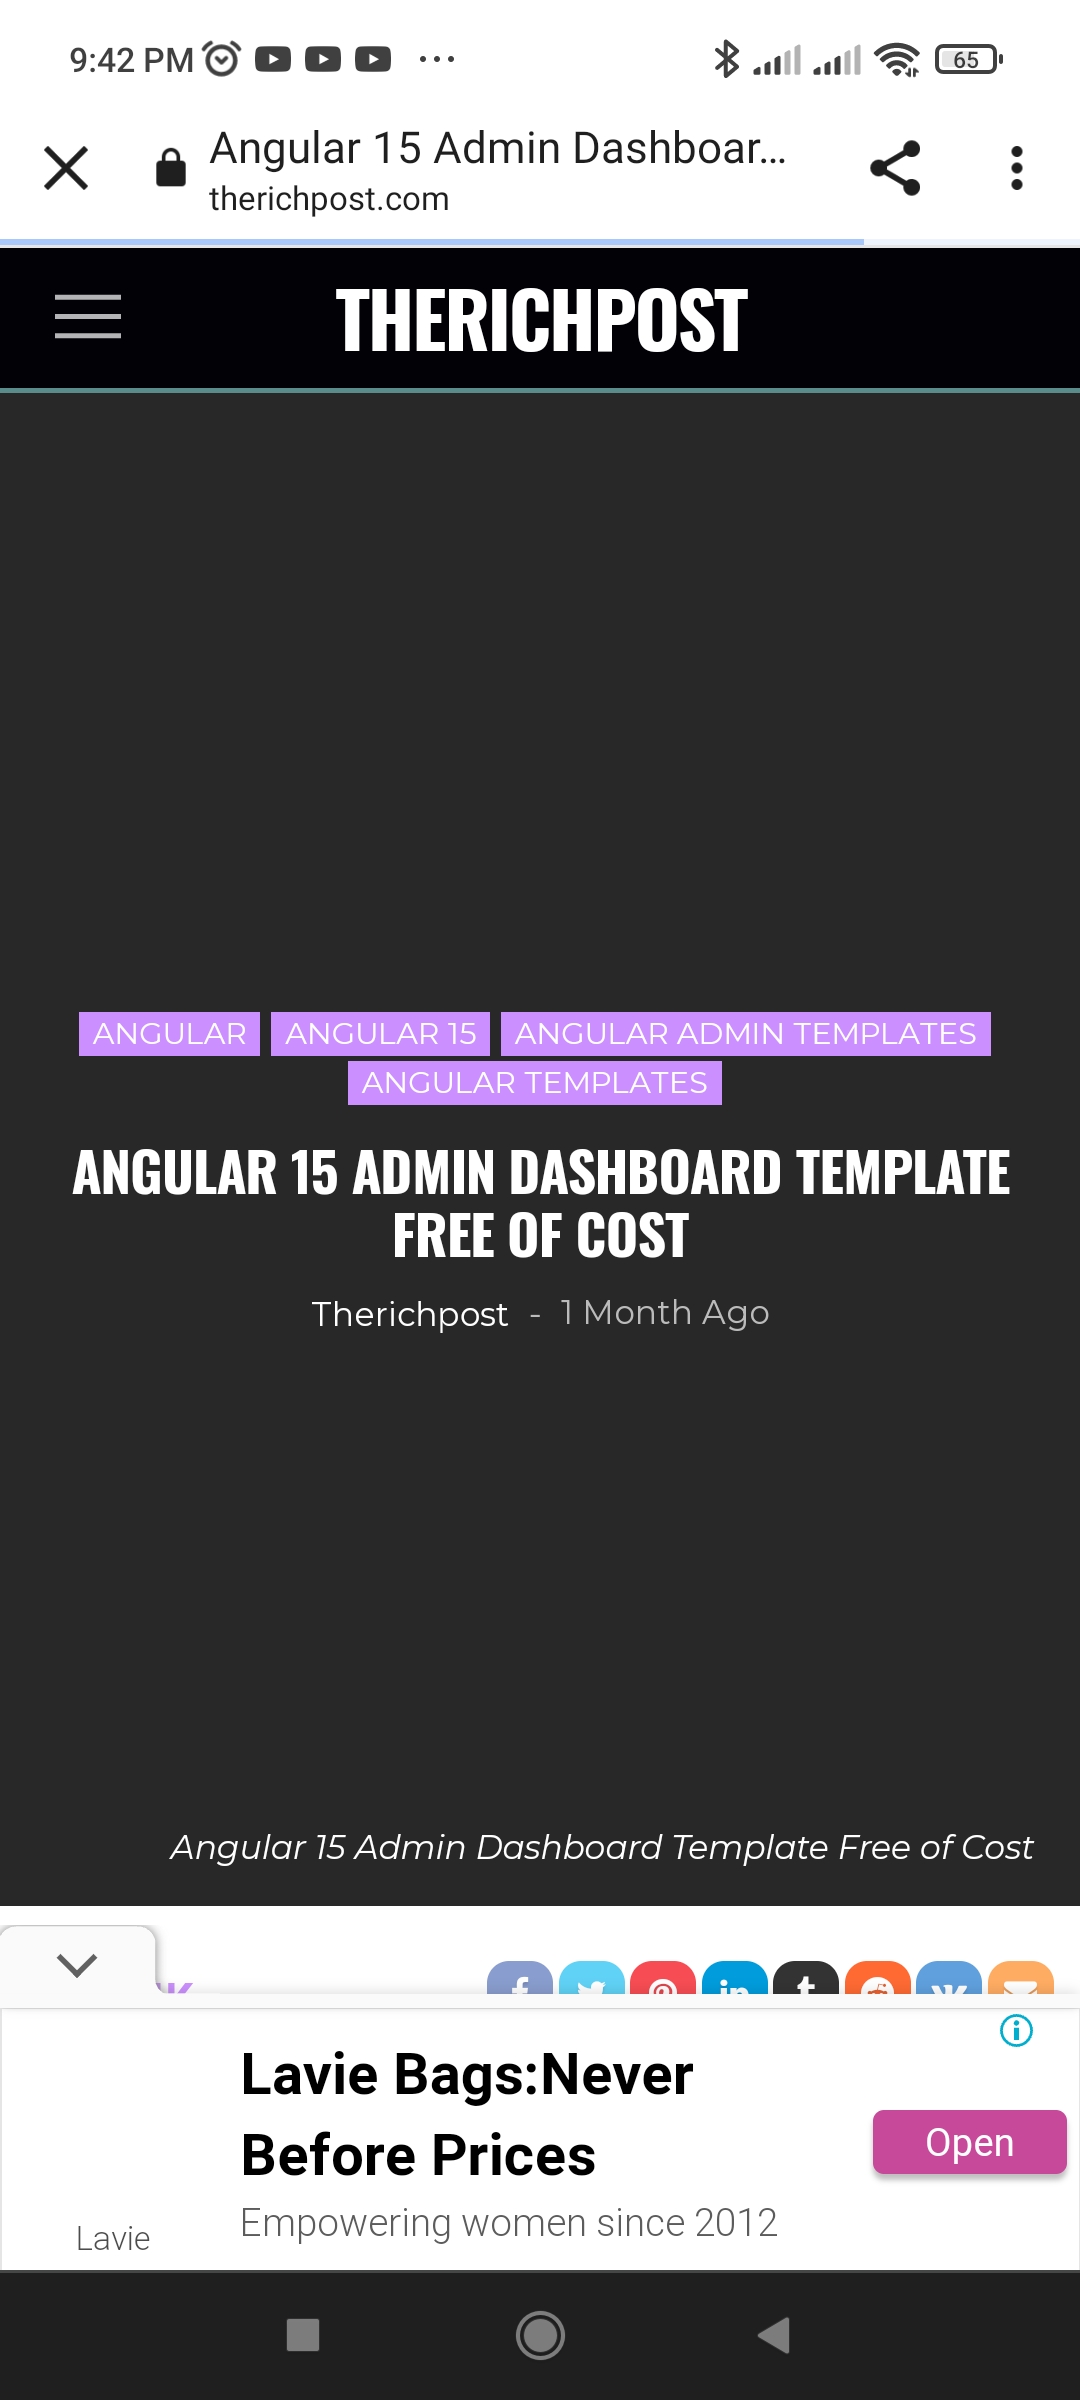 9:42 PM
65
Angular 15 Admin Dashboar...
therichpost.com
THERICHPOST
ANGULAR ANGULAR 15 ANGULAR ADMIN TEMPLATES
ANGULAR TEMPLATES
ANGULAR 15 ADMIN DASHBOARD TEMPLATE
FREE OF COST
Therichpost - 1 Month Ago
Angular 15 Admin Dashboard Template Free of Cost
Lavie Bags:Never
Before Prices
Open
Empowering women since 2012
Lavie